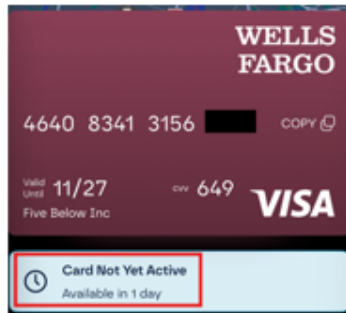 WELLS
FARGO
4640 8341 3156 COPY
Valid Until 11/27 CVV 649 VISA
Five Below Inc
Card Not Yet Active
Available in 1 day